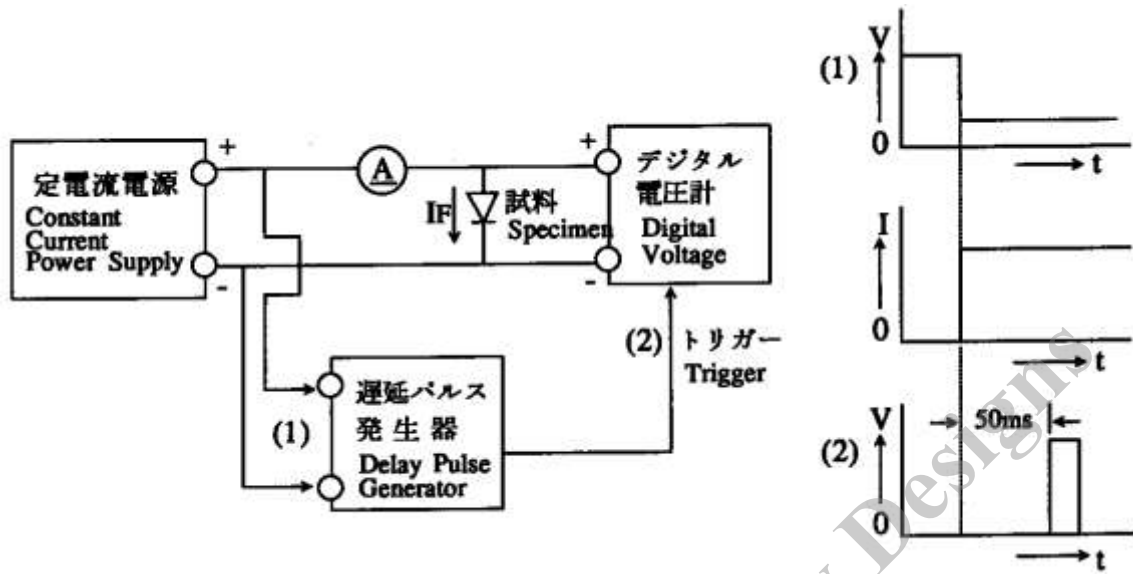 定電流電源
Constant
Current
Power Supply
+
-
A
IF
試料
Specimen
+
-
デジタル
電圧計
Digital
Voltage
(1)
遅延パルス
発生器
Delay Pulse
Generator
(2)
トリガー
Trigger
(1)
V
0
t
I
0
t
(2)
V
0
50ms
t
Designs